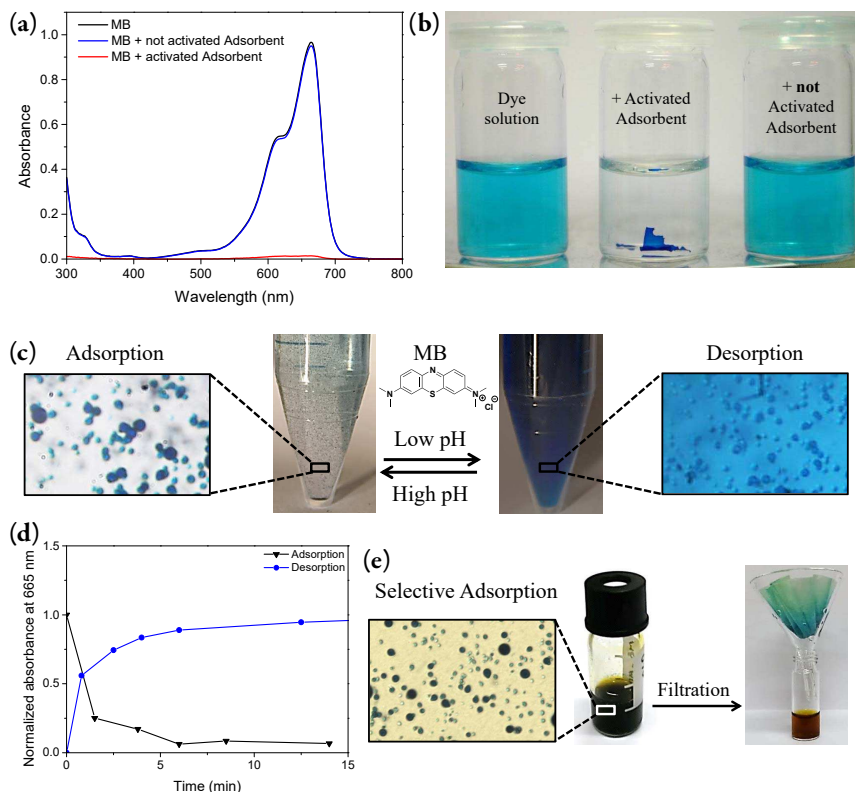 (a)
MB
MB + not activated Adsorbent
MB + activated Adsorbent
Absorbance
1.0
0.8
0.6
0.4
0.2
0.0
300
400
500
600
700
800
Wavelength (nm)
(b)
Dye
solution
+ Activated
Adsorbent
+ not
Activated
Adsorbent
(c)
Adsorption
MB
Desorption
N
N
S
N
⊕
Cl
⊖
Low pH
High pH
(d)
Adsorption
Desorption
Normalized absorbance at 665 nm
1.5
1.0
0.5
0.0
0
5
10
15
Time (min)
(e)
Selective Adsorption
Filtration